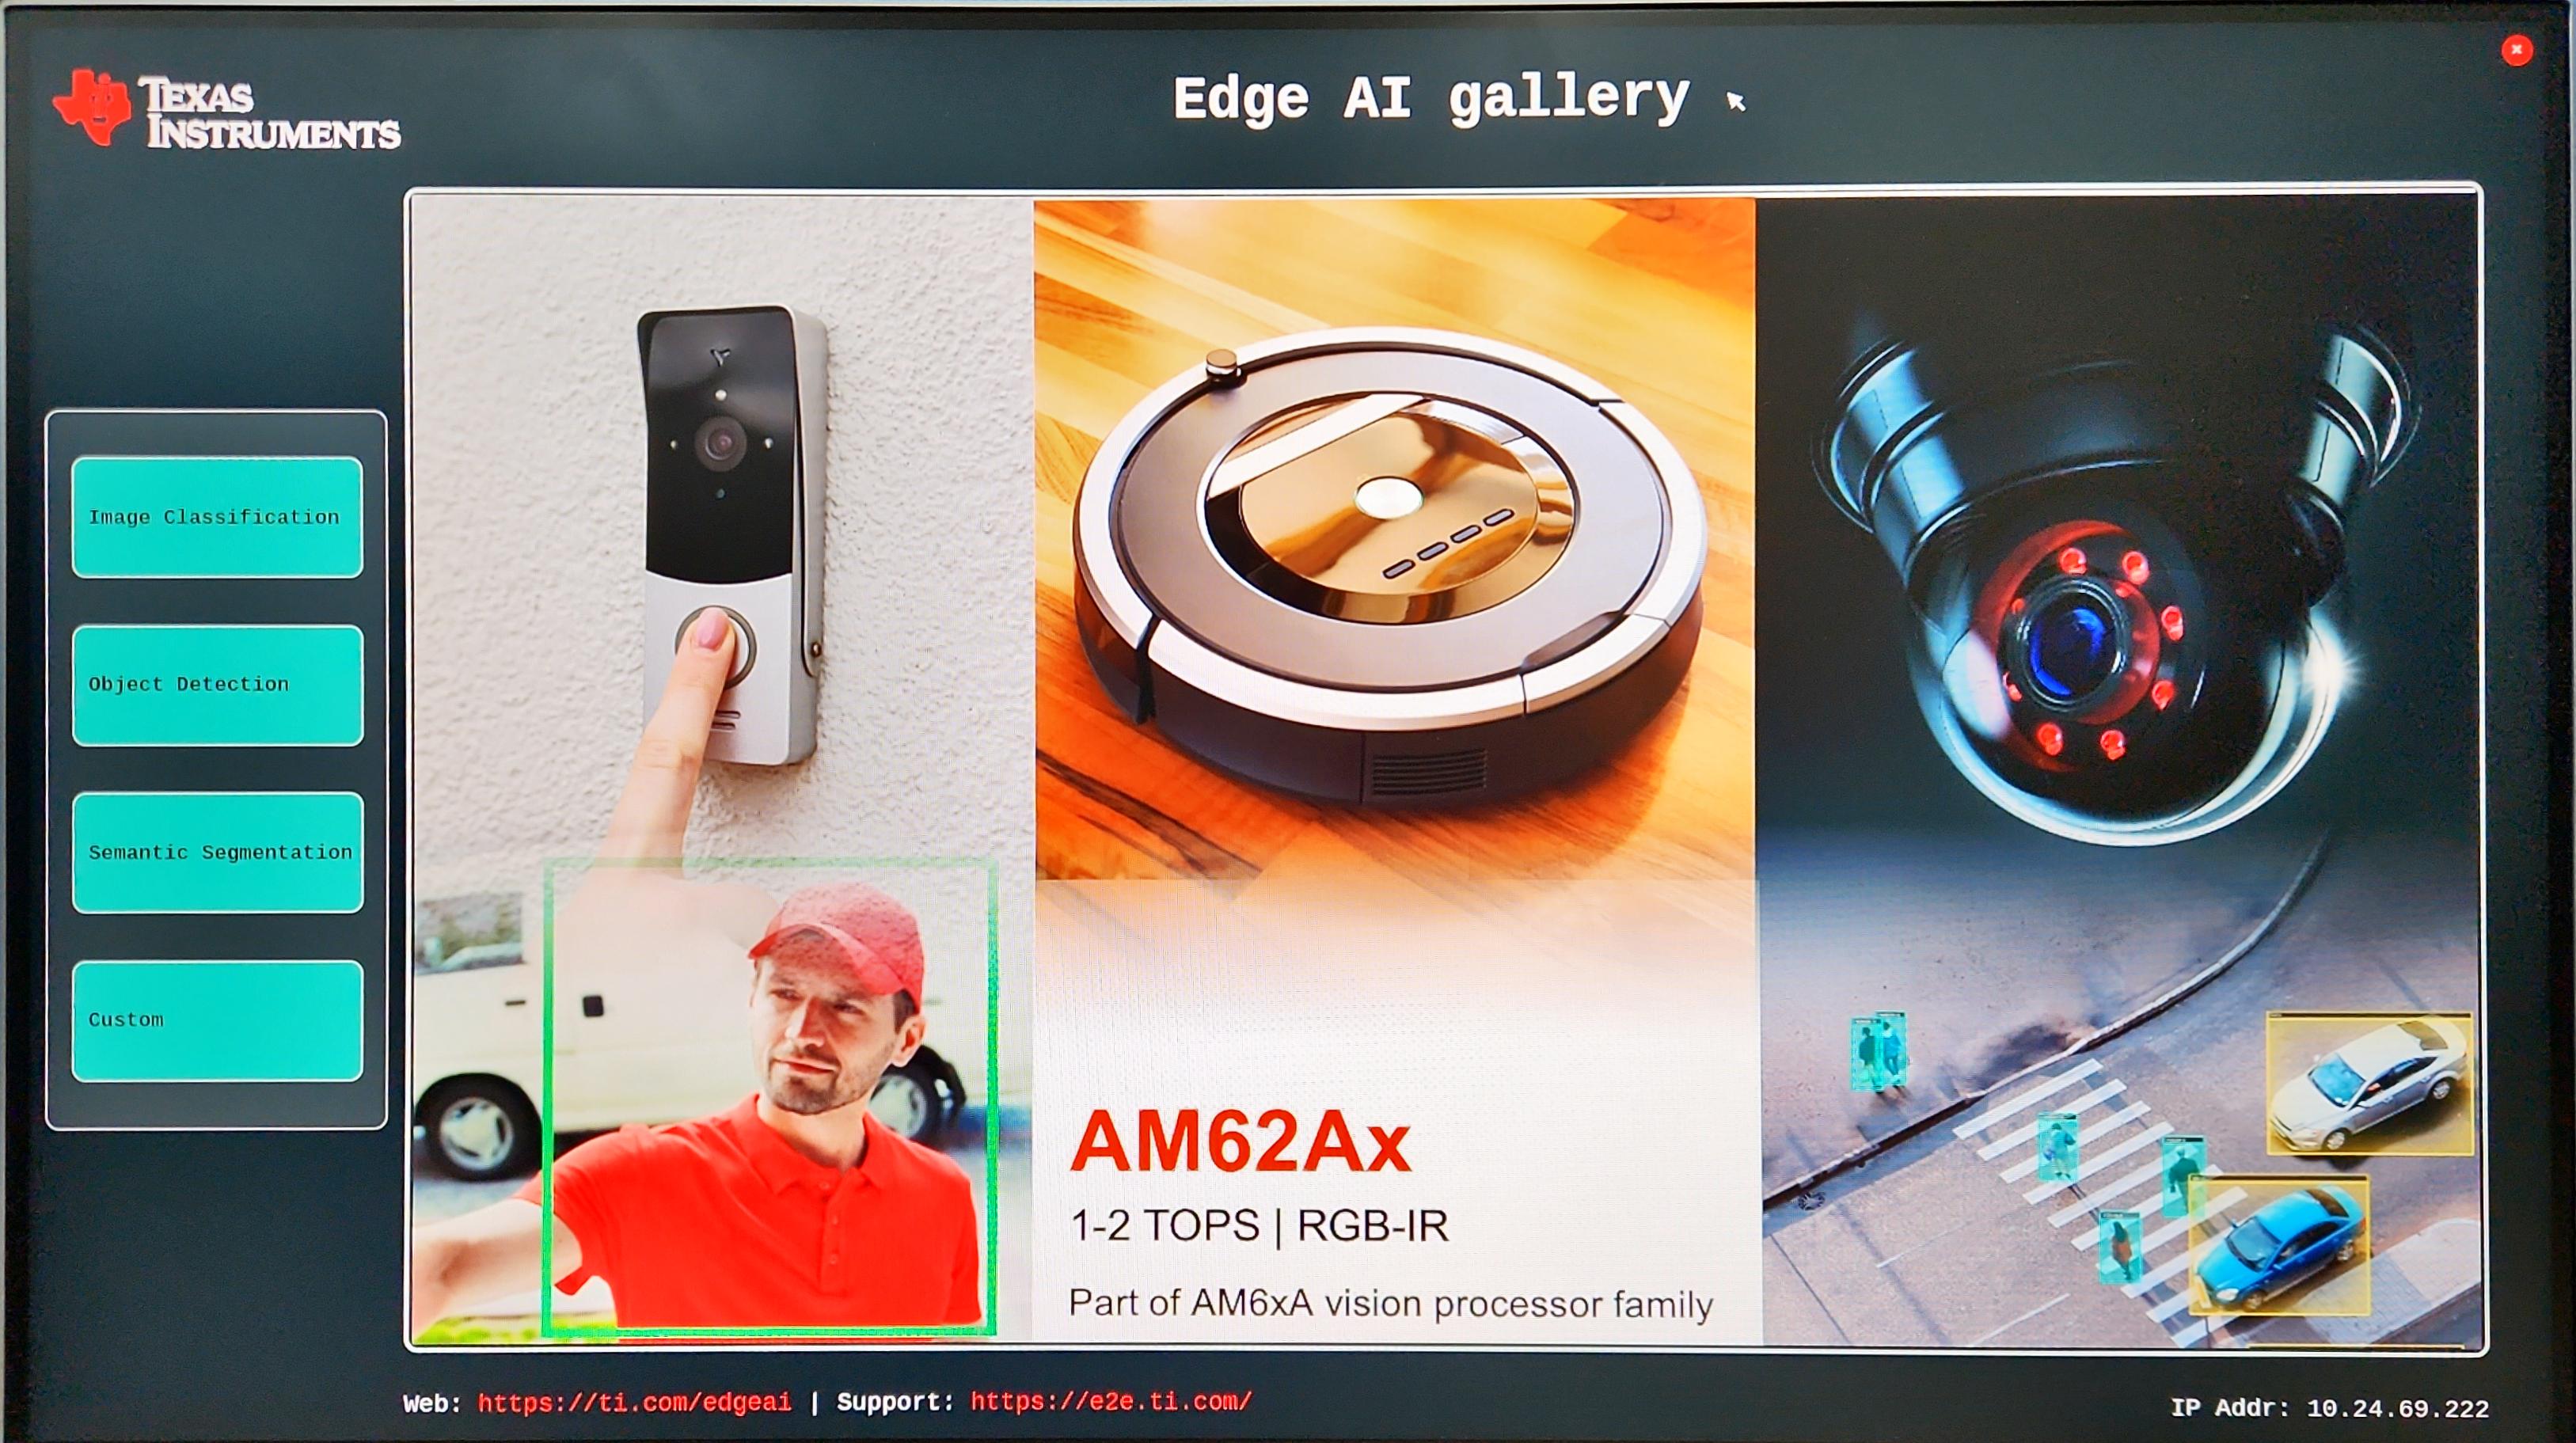 TEXAS
INSTRUMENTS
Edge AI gallery
Image Classification
Object Detection
Semantic Segmentation
Custom
AM62Ax
1-2 TOPS | RGB-IR
Part of AM6xA vision processor family
Web: https://ti.com/edgeai | Support: https://e2e.ti.com/
IP Addr: 10.24.69.222